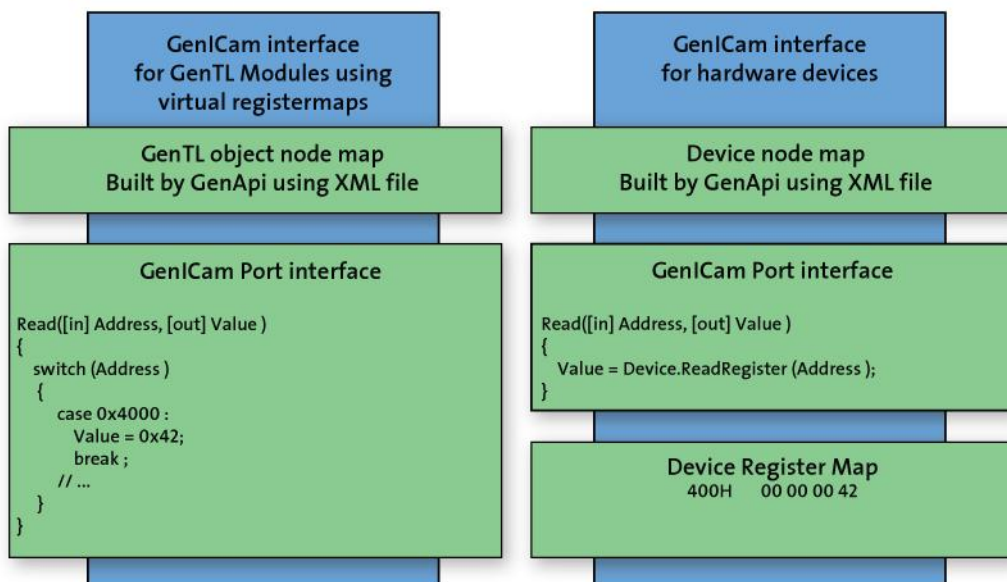 GenICam interface
for GenTL Modules using
virtual registermaps
GenTL object node map
Built by GenApi using XML file
GenICam Port interface
Read([in] Address, [out] Value )
{
switch (Address )
{
case 0x4000 :
Value = 0x42;
break ;
// ...
}
}
GenICam interface
for hardware devices
Device node map
Built by GenApi using XML file
GenICam Port interface
Read([in] Address, [out] Value )
{
Value = Device.ReadRegister (Address );
}
Device Register Map
400H 00 00 00 42